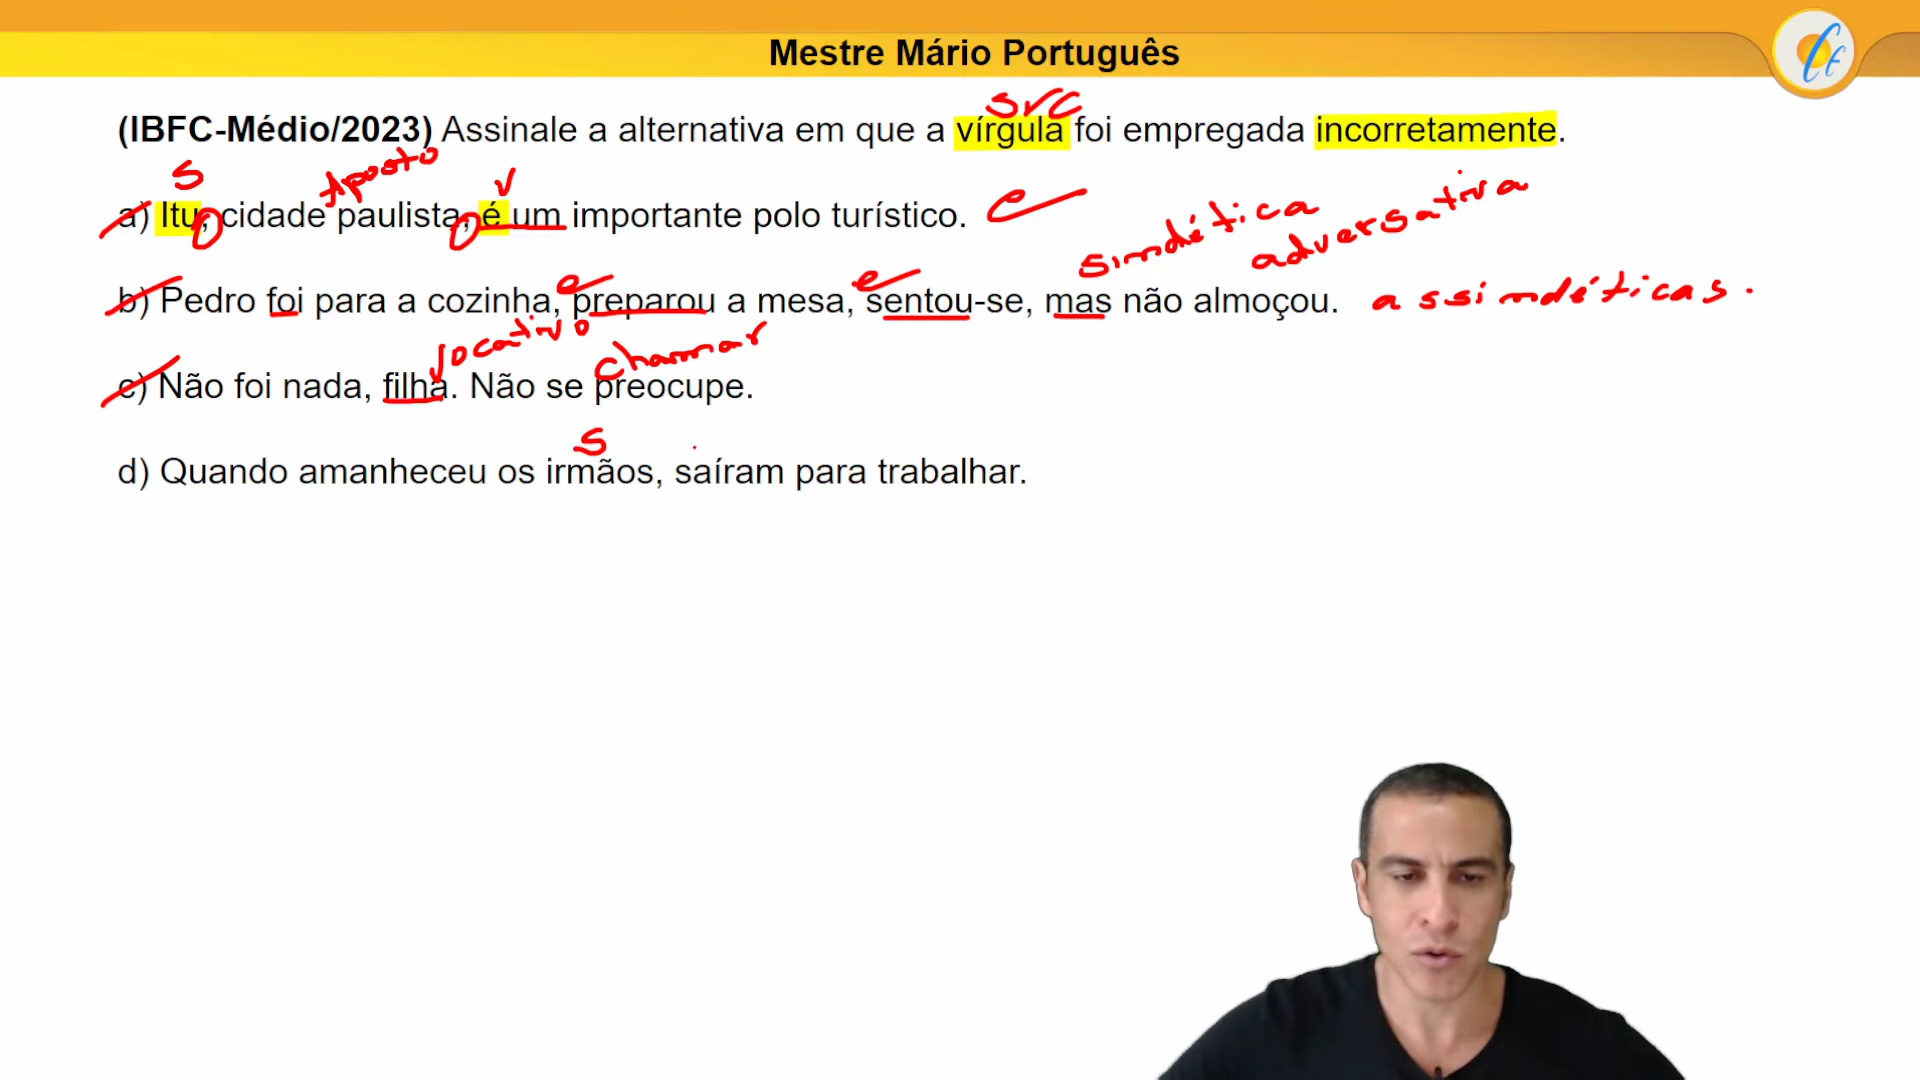 Mestre Mário Português
SVC
(IBFC-Médio/2023) Assinale a alternativa em que a vírgula foi empregada incorretamente.
S Aposto V
a) Itu, cidade paulista, é um importante polo turístico.
sindética
adversativa
e e
b) Pedro foi para a cozinha, preparou a mesa, sentou-se, mas não almoçou. assindéticas.
vocativo chamar
c) Não foi nada, filha. Não se preocupe.
S
d) Quando amanheceu os irmãos, saíram para trabalhar.